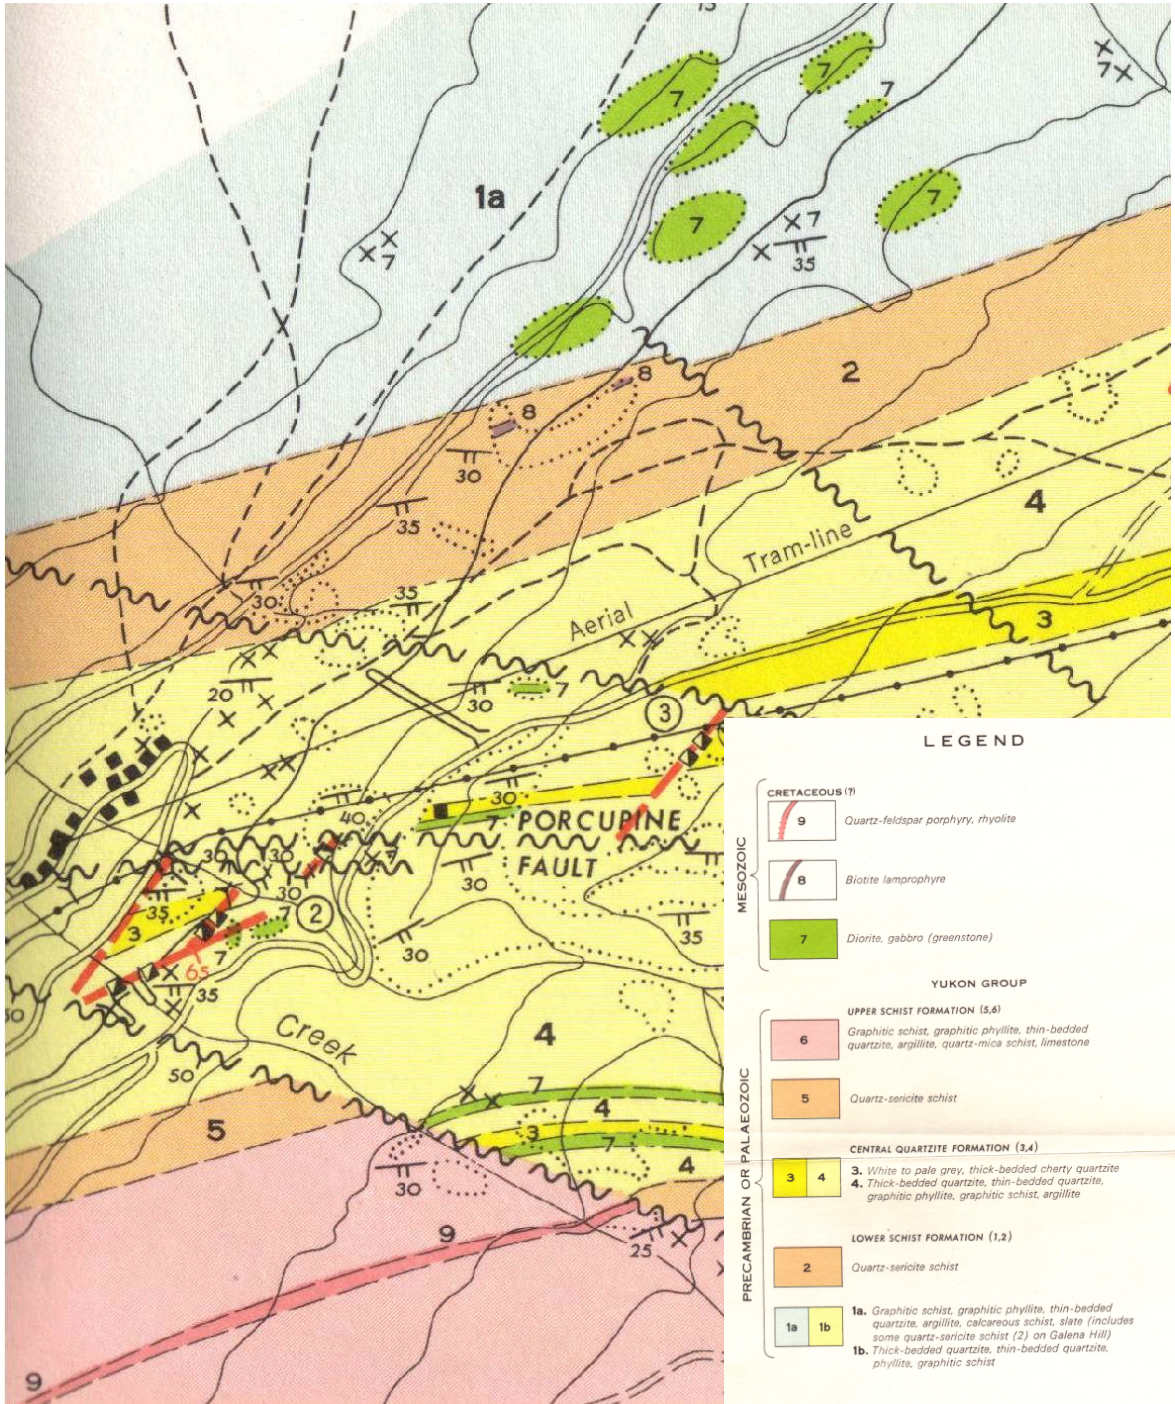 15
7
7
7
7
1a
7
7
7
7
35
2
8
8
30
35
4
Tram-line
35
30
Aerial
3
20
30
7
3
30
40
7
PORCUPINE
FAULT
30
30
30
30
7
35
3
2
7
7
65
35
30
35
50
Creek
4
50
7
5
4
3
7
4
30
9
25
9
LEGEND
MESOZOIC
CRETACEOUS (?)
9 Quartz-feldspar porphyry, rhyolite
8 Biotite lamprophyre
7 Diorite, gabbro (greenstone)
YUKON GROUP
PRECAMBRIAN OR PALAEOZOIC
UPPER SCHIST FORMATION (5,6)
6 Graphitic schist, graphitic phyllite, thin-bedded
quartzite, argillite, quartz-mica schist, limestone
5 Quartz-sericite schist
CENTRAL QUARTZITE FORMATION (3,4)
3 4 3. White to pale grey, thick-bedded cherty quartzite
4. Thick-bedded quartzite, thin-bedded quartzite,
graphitic phyllite, graphitic schist, argillite
LOWER SCHIST FORMATION (1,2)
2 Quartz-sericite schist
1a 1b 1a. Graphitic schist, graphitic phyllite, thin-bedded
quartzite, argillite, calcareous schist, slate (includes
some quartz-sericite schist (2) on Galena Hill)
1b. Thick-bedded quartzite, thin-bedded quartzite,
phyllite, graphitic schist